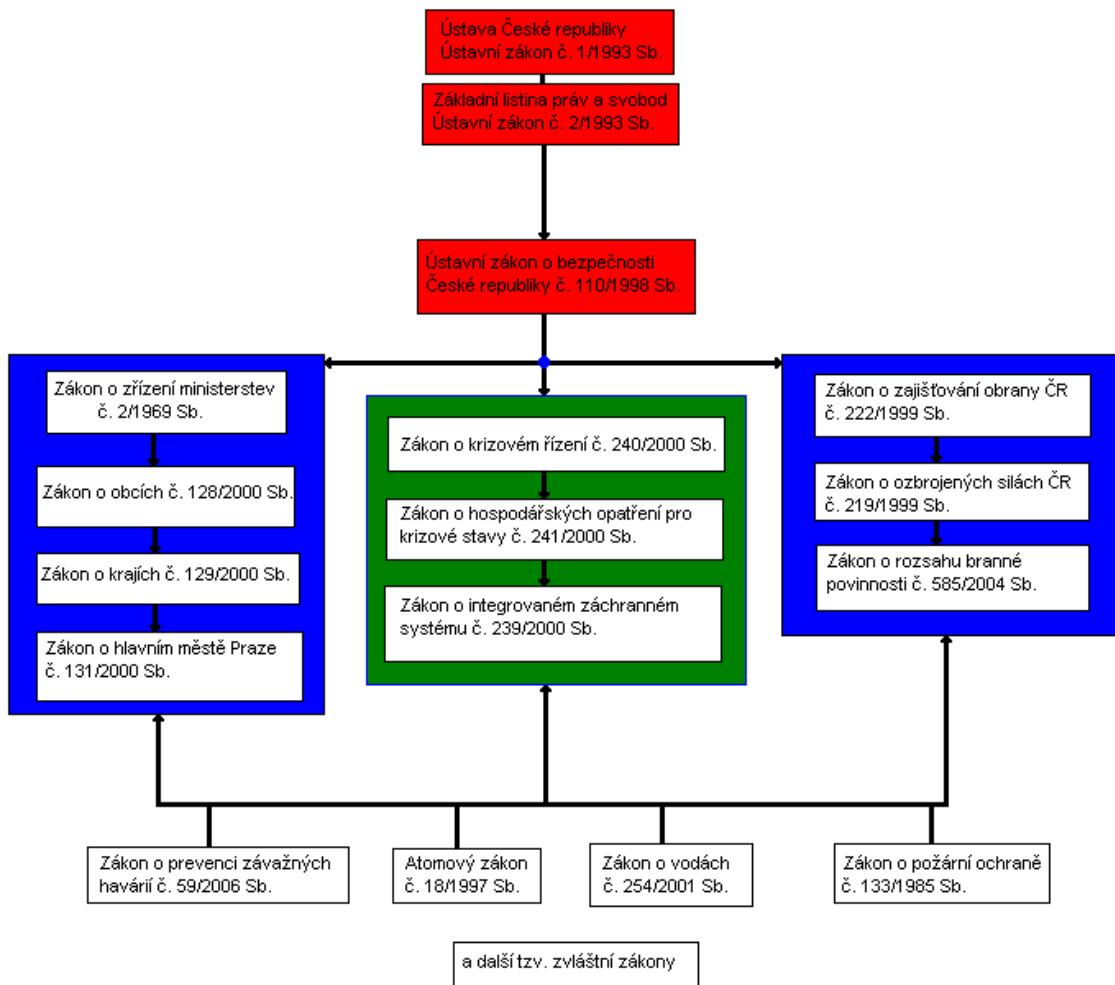 Ústava České republiky
Ústavní zákon č. 1/1993 Sb.
Základní listina práv a svobod
Ústavní zákon č. 2/1993 Sb.
Ústavní zákon o bezpečnosti
České republiky č. 110/1998 Sb.
Zákon o zřízení ministerstev
č. 2/1969 Sb.
Zákon o obcích č. 128/2000 Sb.
Zákon o krajích č. 129/2000 Sb.
Zákon o hlavním městě Praze
č. 131/2000 Sb.
Zákon o krizovém řízení č. 240/2000 Sb.
Zákon o hospodářských opatření pro
krizové stavy č. 241/2000 Sb.
Zákon o integrovaném záchranném
systému č. 239/2000 Sb.
Zákon o zajišťování obrany ČR
č. 222/1999 Sb.
Zákon o ozbrojených silách ČR
č. 219/1999 Sb.
Zákon o rozsahu branné
povinnosti č. 585/2004 Sb.
Zákon o prevenci závažných
havárií č. 59/2006 Sb.
Atomový zákon
č. 18/1997 Sb.
Zákon o vodách
č. 254/2001 Sb.
Zákon o požární ochraně
č. 133/1985 Sb.
a další tzv. zvláštní zákony